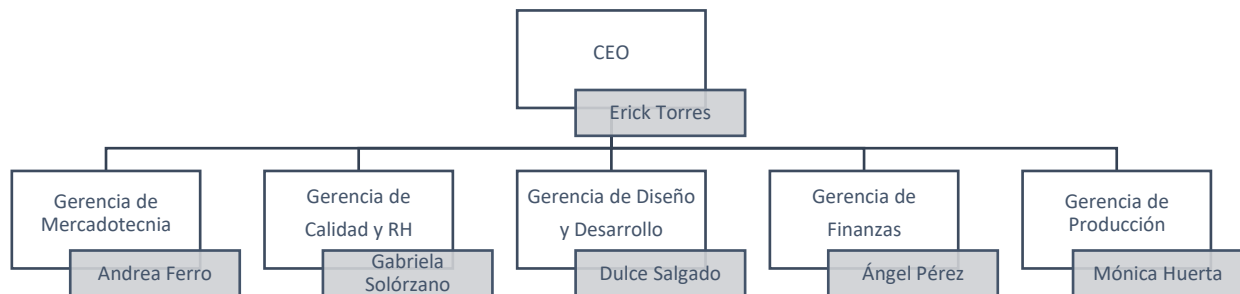 CEO
Erick Torres
Gerencia de
Mercadotecnia
Andrea Ferro
Gerencia de
Calidad y RH
Gabriela
Solórzano
Gerencia de Diseño
y Desarrollo
Dulce Salgado
Gerencia de
Finanzas
Ángel Pérez
Gerencia de
Producción
Mónica Huerta